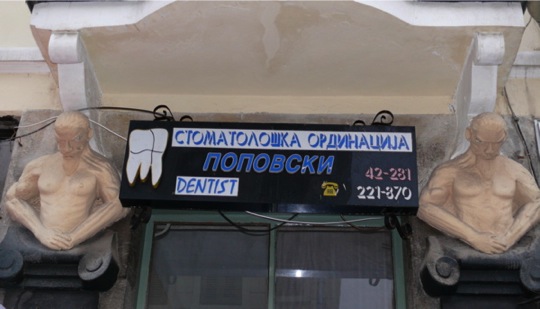 СТОМАТОЛОШКА ОРДИНАЦИЈА
ПОПОВСКИ
DENTIST
42-231
221-870